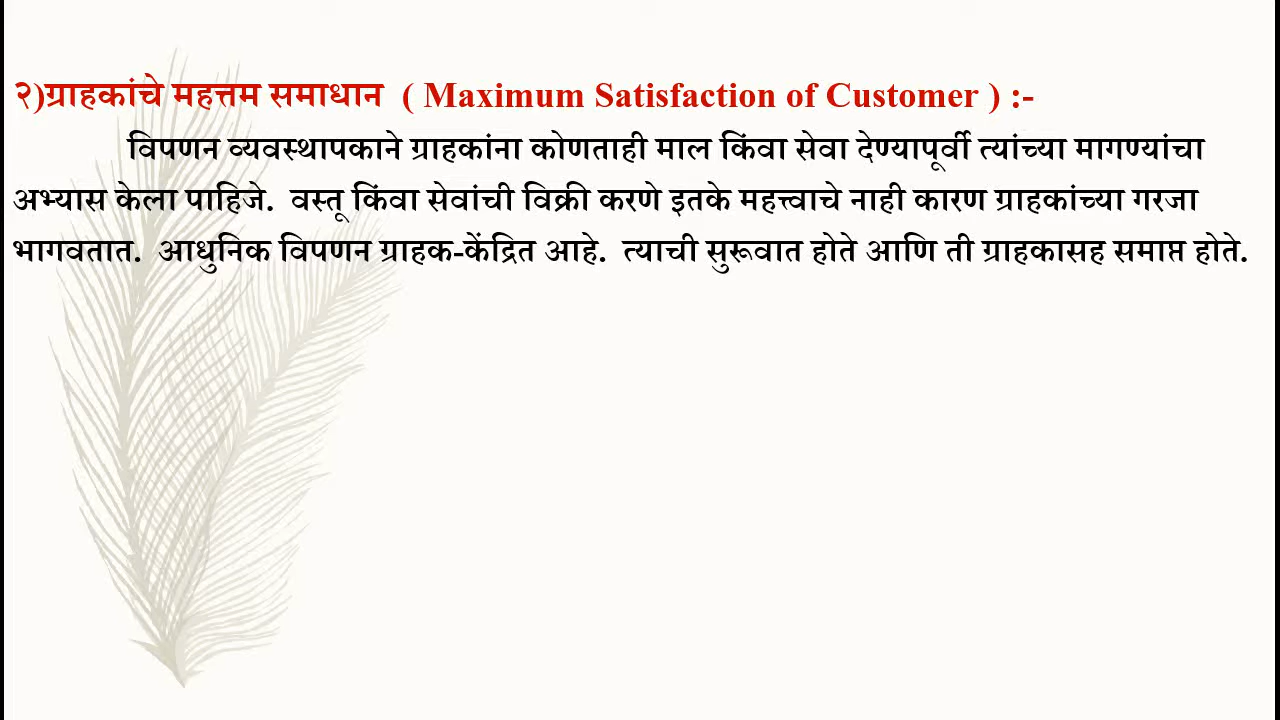 २)ग्राहकांचे महत्तम समाधान ( Maximum Satisfaction of Customer ) :-
विपणन व्यवस्थापकाने ग्राहकांना कोणताही माल किंवा सेवा देण्यापूर्वी त्यांच्या मागण्यांचा
अभ्यास केला पाहिजे. वस्तू किंवा सेवांची विक्री करणे इतके महत्त्वाचे नाही कारण ग्राहकांच्या गरजा
भागवतात. आधुनिक विपणन ग्राहक-केंद्रित आहे. त्याची सुरूवात होते आणि ती ग्राहकासह समाप्त होते.